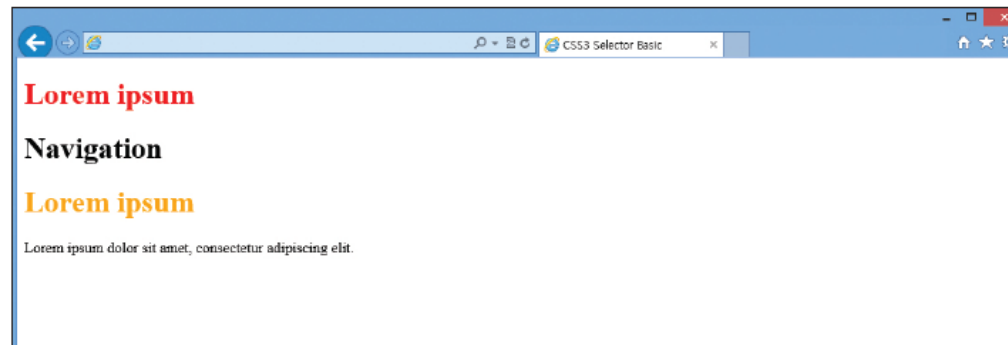 CSS3 Selector Basic
Lorem ipsum
Navigation
Lorem ipsum
Lorem ipsum dolor sit amet, consectetur adipiscing elit.